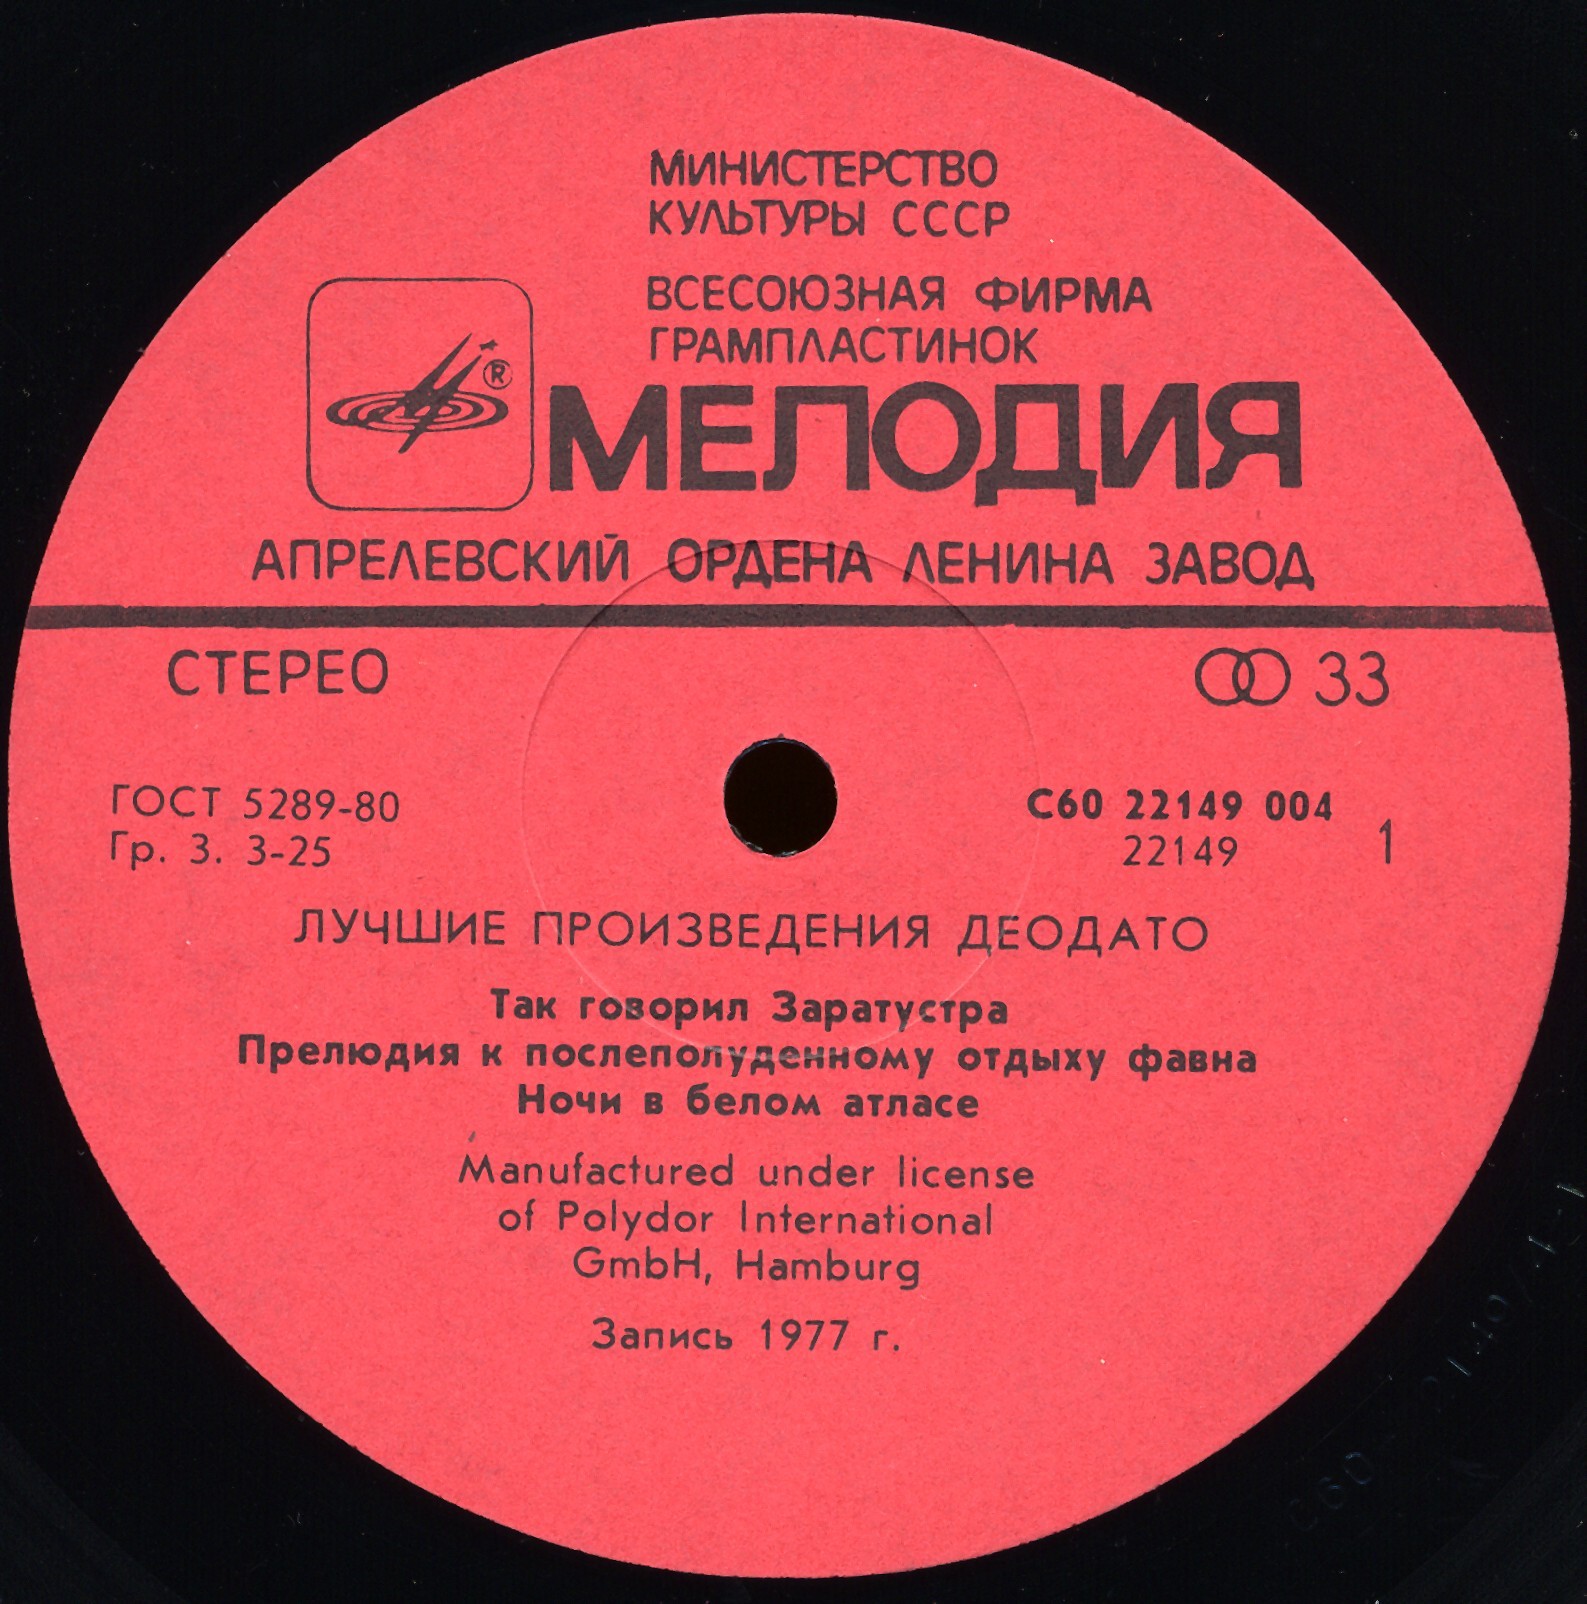 МИНИСТЕРСТВО
КУЛЬТУРЫ СССР
ВСЕСОЮЗНАЯ ФИРМА
ГРАМПЛАСТИНОК
®
МЕЛОДИЯ
АПРЕЛЕВСКИЙ ОРДЕНА ЛЕНИНА ЗАВОД
СТЕРЕО
33
ГОСТ 5289-80
Гр. 3. 3-25
С60 22149 004
22149
1
ЛУЧШИЕ ПРОИЗВЕДЕНИЯ ДЕОДАТО
Так говорил Заратустра
Прелюдия к послеполуденному отдыху фавна
Ночи в белом атласе
Manufactured under license
of Polydor International
GmbH, Hamburg
Запись 1977 г.